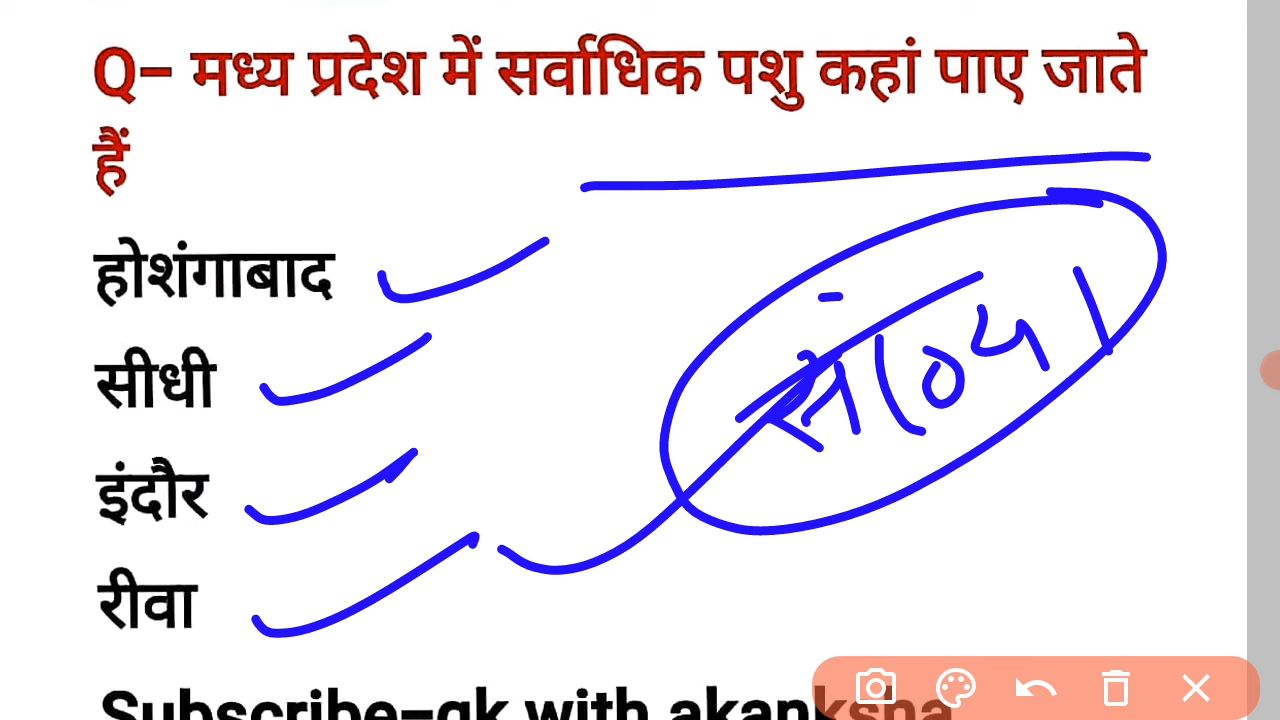 Q– मध्य प्रदेश में सर्वाधिक पशु कहां पाए जाते
हैं
होशंगाबाद
सीधी
इंदौर
रीवा
Subscribe–gk with akanksha